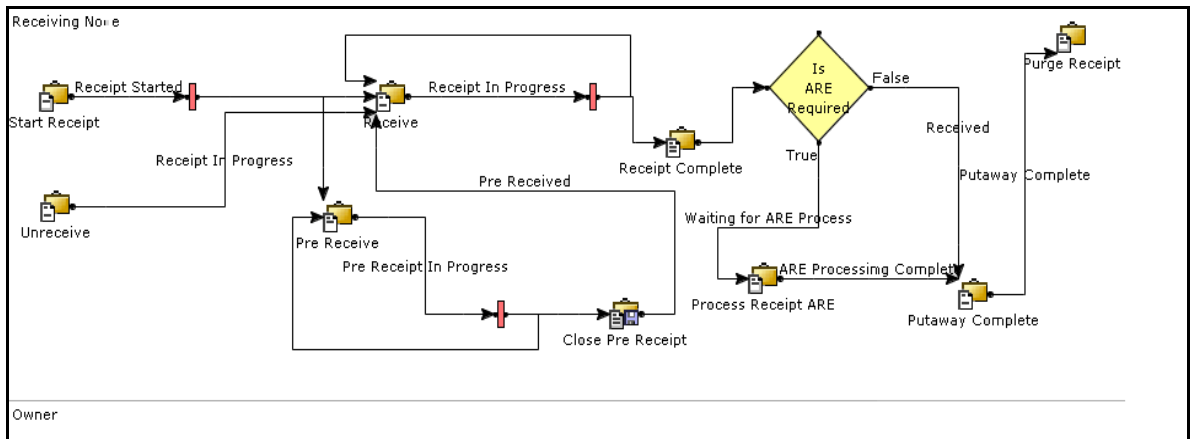 Receiving Node
Receipt Started
Start Receipt
Receipt In Progress
Receive
Is
ARE
Required
False
True
Purge Receipt
Receipt Complete
Received
Receipt In Progress
Unreceive
Pre Received
Putaway Complete
Pre Receive
Pre Receipt In Progress
Waiting for ARE Process
Process Receipt ARE
ARE Processing Complete
Close Pre Receipt
Putaway Complete
Owner